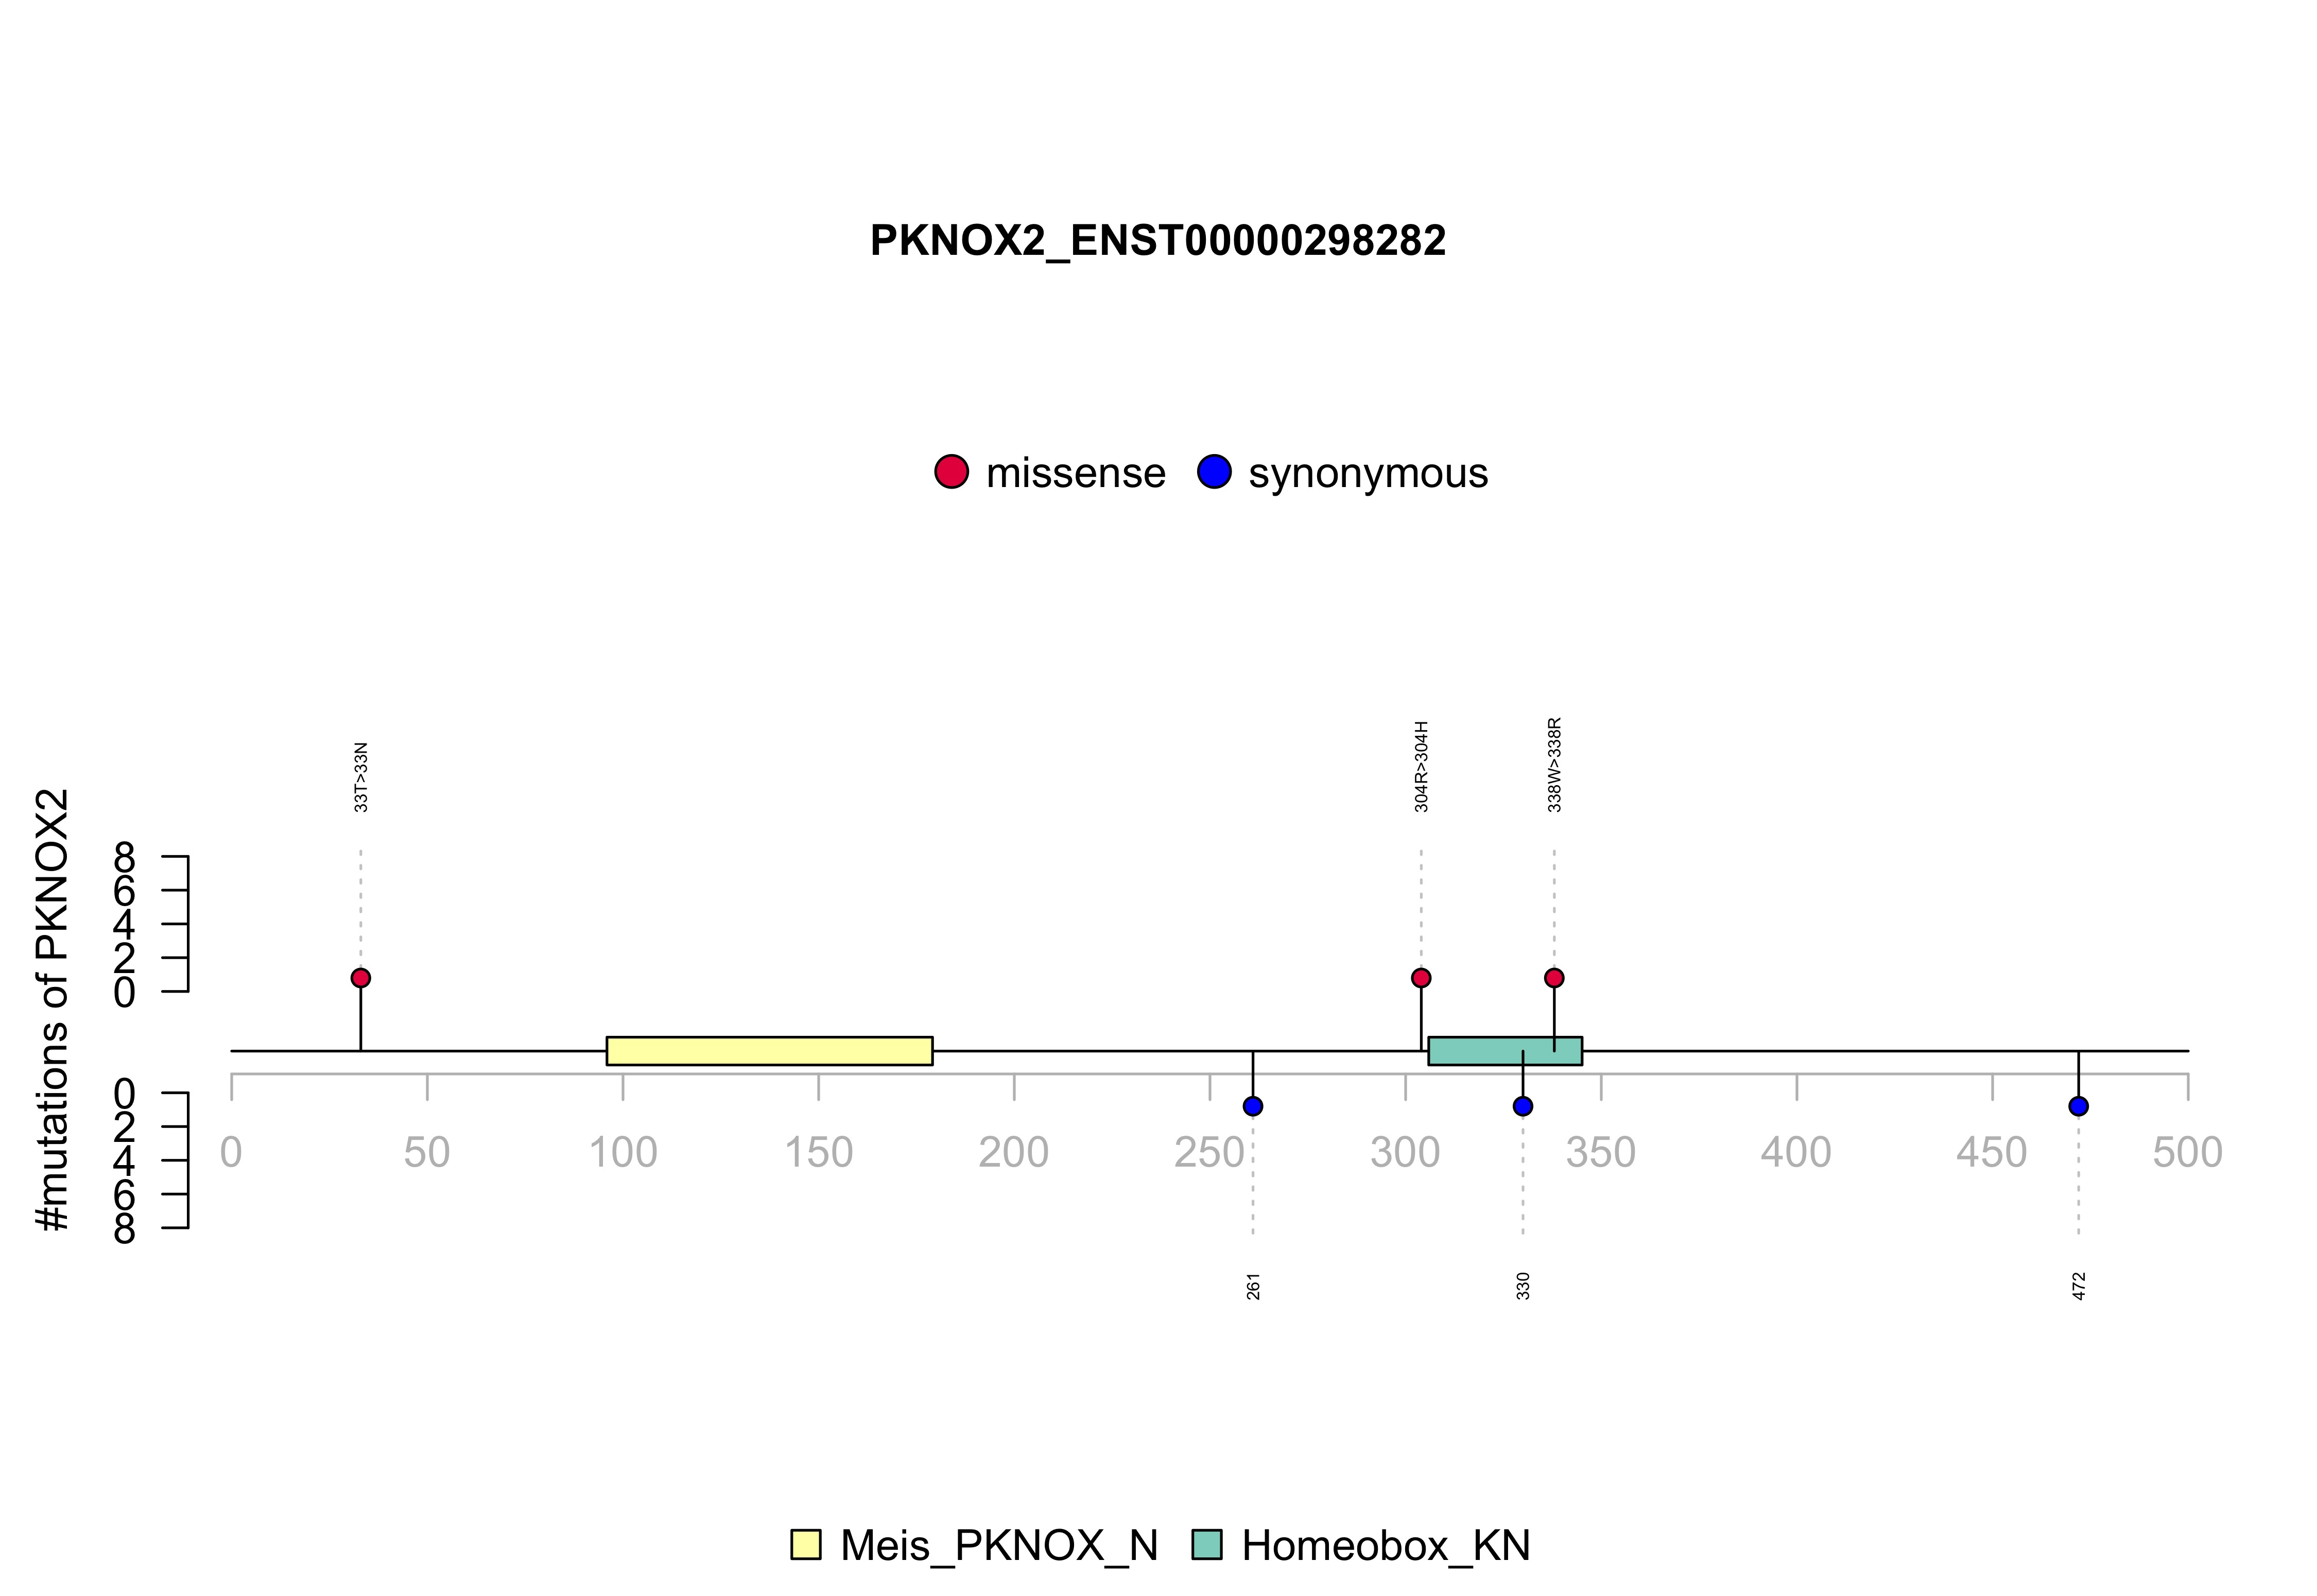 PKNOX2_ENST00000298282
missense synonymous
33T>33N 304R>304H 338W>338R
#mutations of PKNOX2
8
6
4
2
0
0
2
4
6
8
0 50 100 150 200 250 300 350 400 450 500
261 330 472
Meis_PKNOX_N Homeobox_KN